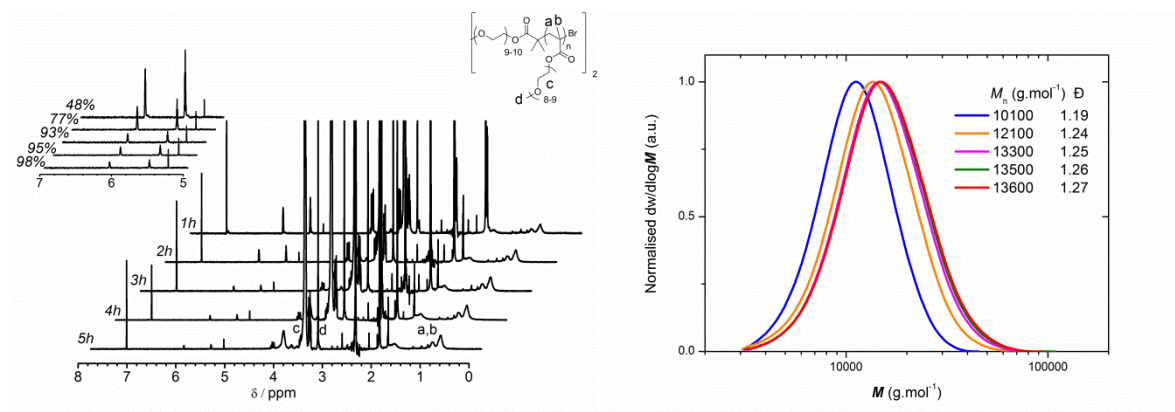 a b
O
O
O
O
Br
9-10
n
O
O
c
d
O
8-9
2
48%
77%
93%
95%
98%
7 6 5
1h
2h
3h
4h
5h
c d a,b
8 7 6 5 4 3 2 1 0
δ / ppm
Normalised dw/dlogM (a.u.)
1.0
0.5
0.0
Mn (g.mol-1) Đ
10100 1.19
12100 1.24
13300 1.25
13500 1.26
13600 1.27
10000 100000
M (g.mol-1)